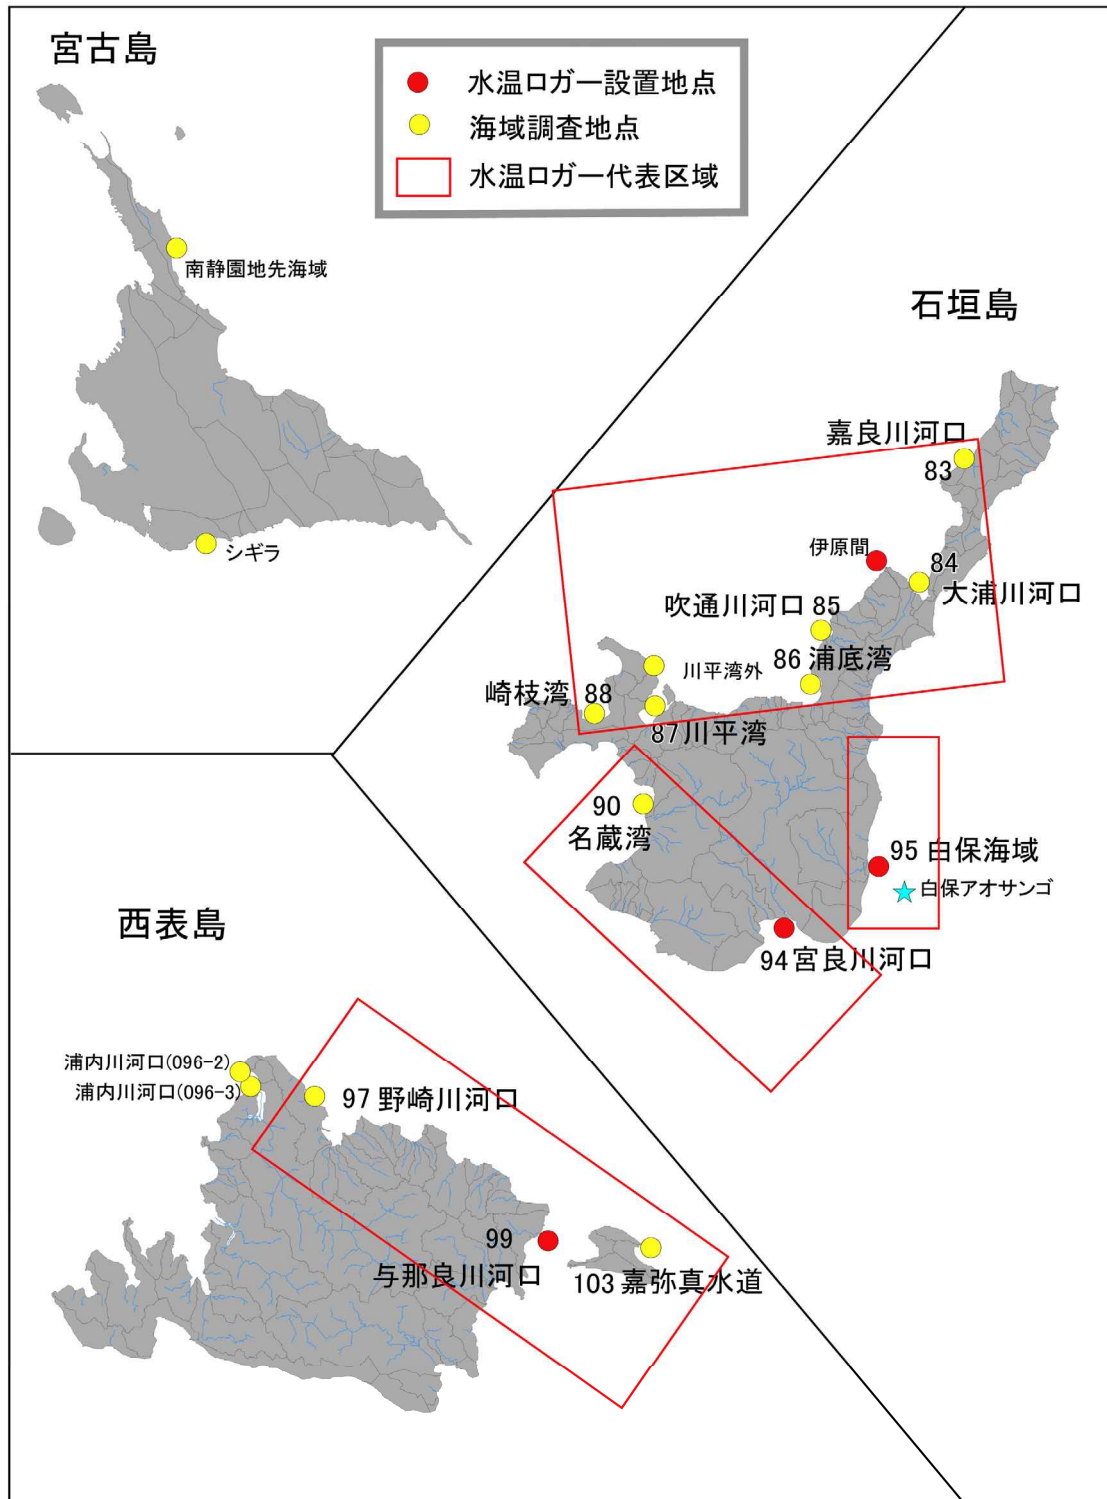 宮古島
水温ロガー設置地点
海域調査地点
水温ロガー代表区域
南静園地先海域
シギラ
石垣島
嘉良川河口
83
伊原間
84
大浦川河口
吹通川河口 85
86 浦底湾
川平湾外
崎枝湾 88
87 川平湾
90
名蔵湾
95 白保海域
白保アオサンゴ
94 宮良川河口
西表島
浦内川河口(096-2)
浦内川河口(096-3)
97 野崎川河口
99
与那良川河口
103 嘉弥真水道